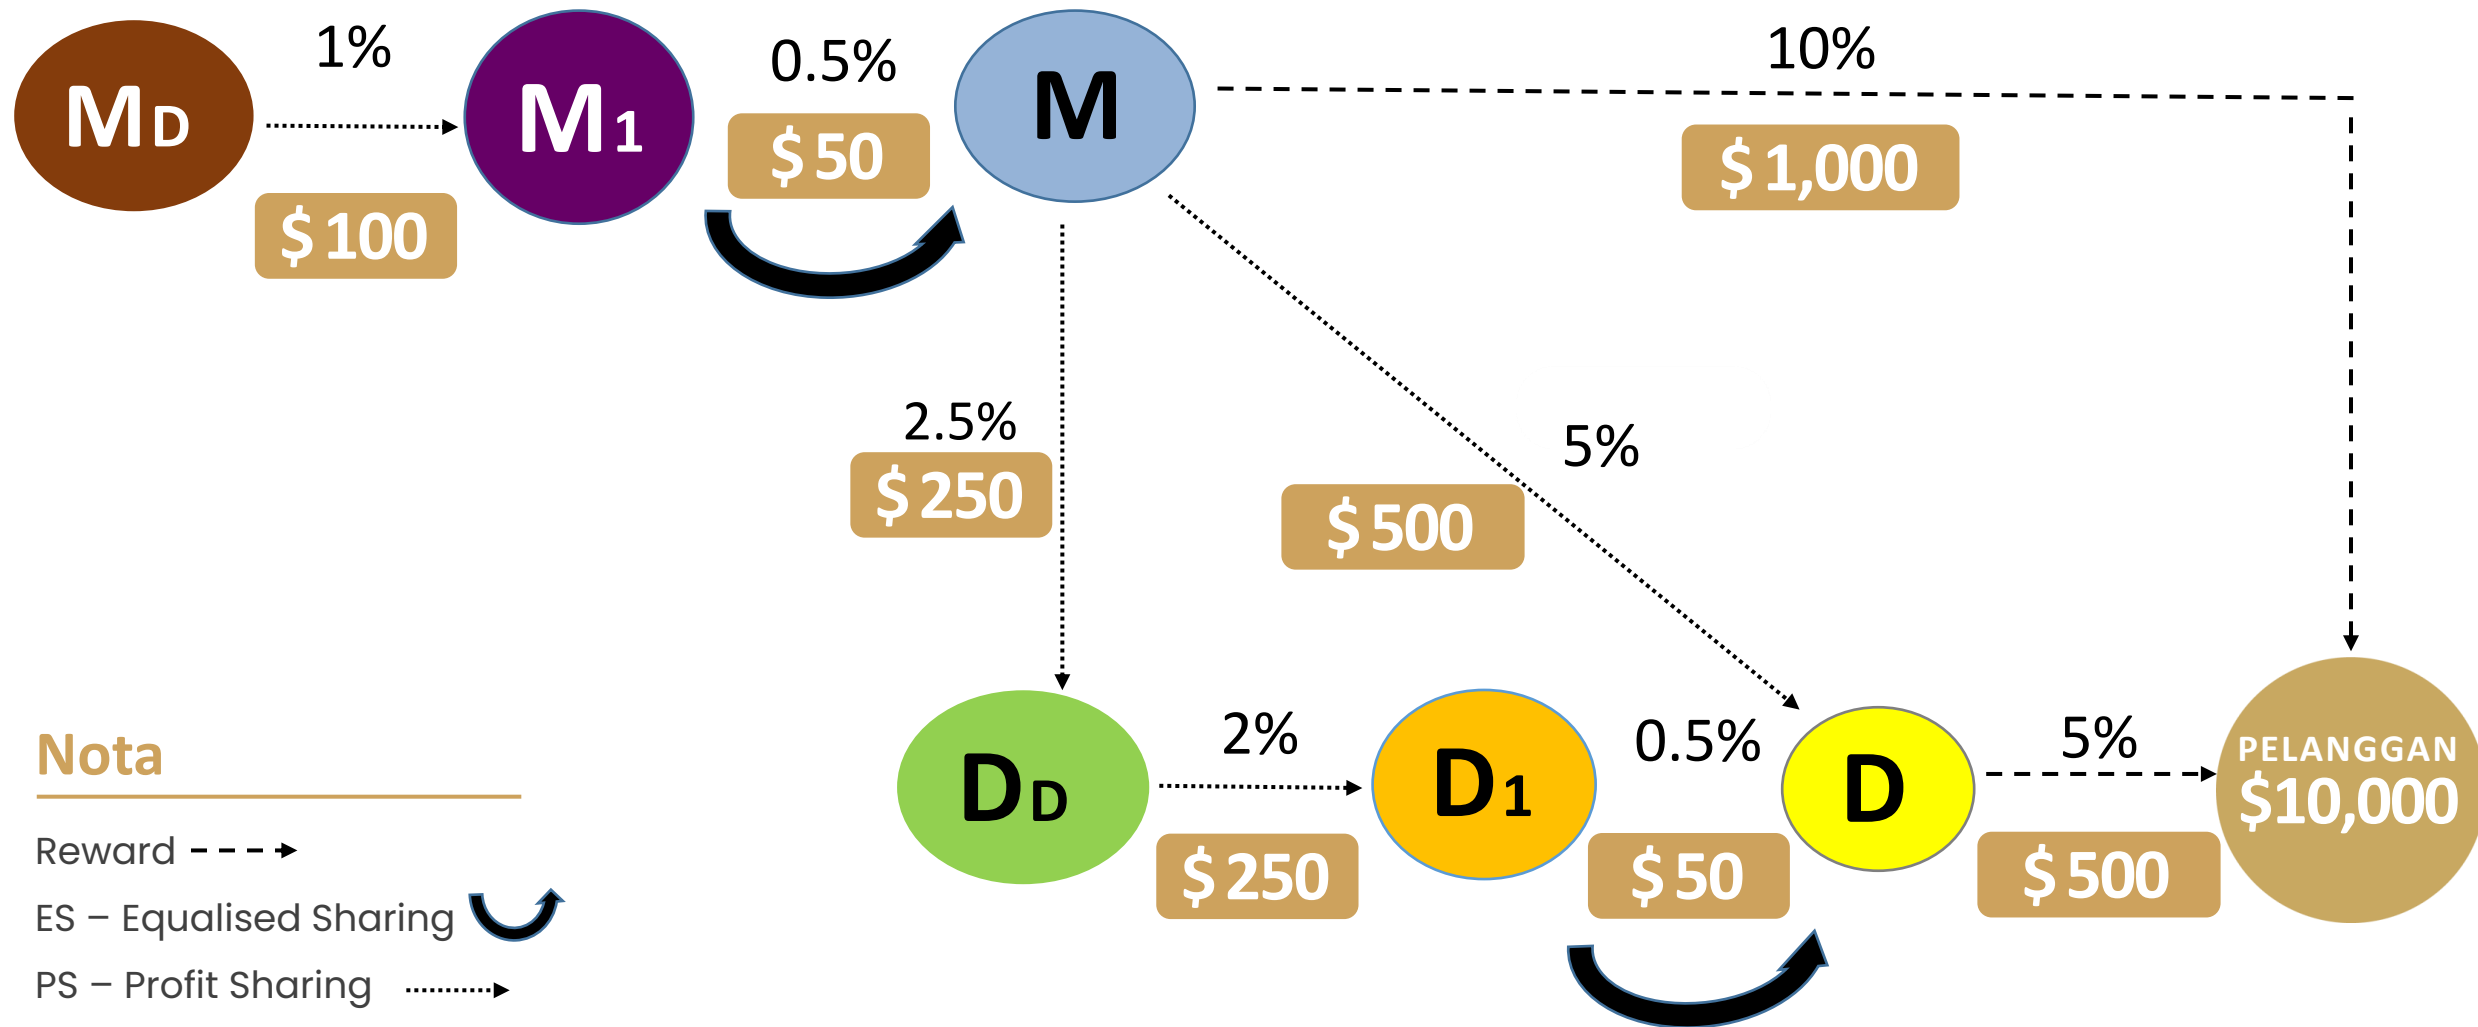 MD
1%
$ 100
M1
0.5%
$ 50
M
10%
$ 1,000
2.5%
$ 250
5%
$ 500
DD
2%
$ 250
D1
0.5%
$ 50
D
5%
$ 500
PELANGGAN
$10,000
Nota
Reward
ES – Equalised Sharing
PS – Profit Sharing